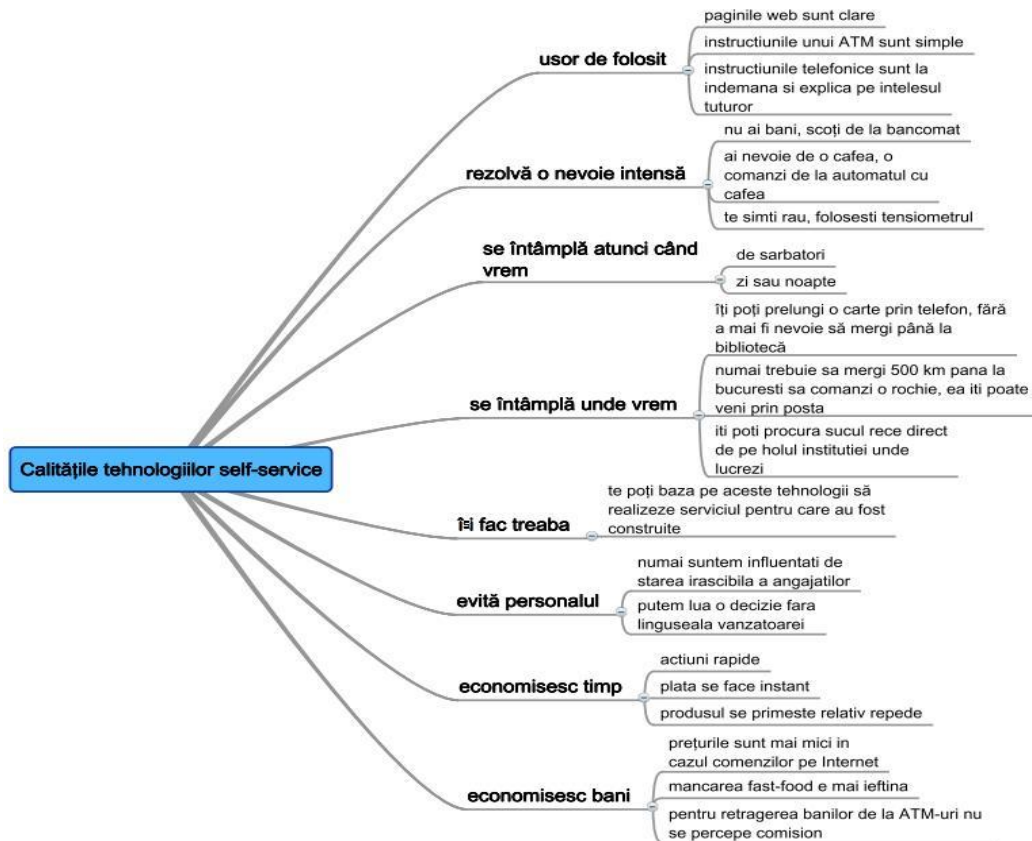 paginile web sunt clare
instructiunile unui ATM sunt simple
usor de folosit
instructiunile telefonice sunt la
indemana si explica pe intelesul
tuturor
nu ai bani, scoți de la bancomat
ai nevoie de o cafea, o
comanzi de la automatul cu
cafea
rezolvă o nevoie intensă
te simti rau, folosesti tensiometrul
se întâmplă atunci când
vrem
de sarbatori
zi sau noapte
îți poți prelungi o carte prin telefon, fără
a mai fi nevoie să mergi până la
bibliotecă
numai trebuie sa mergi 500 km pana la
bucuresti sa comanzi o rochie, ea iti poate
veni prin posta
se întâmplă unde vrem
iti poti procura sucul rece direct
de pe holul institutiei unde
lucrezi
Calitățile tehnologiilor self-service
te poți baza pe aceste tehnologii să
realizeze serviciul pentru care au fost
construite
își fac treaba
numai suntem influentati de
starea irascibila a angajatilor
evită personalul
putem lua o decizie fara
linguseala vanzatoarei
actiuni rapide
economisesc timp
plata se face instant
produsul se primeste relativ repede
prețurile sunt mai mici in
cazul comenzilor pe Internet
mancarea fast-food e mai ieftina
economisesc bani
pentru retragerea banilor de la ATM-uri nu
se percepe comision